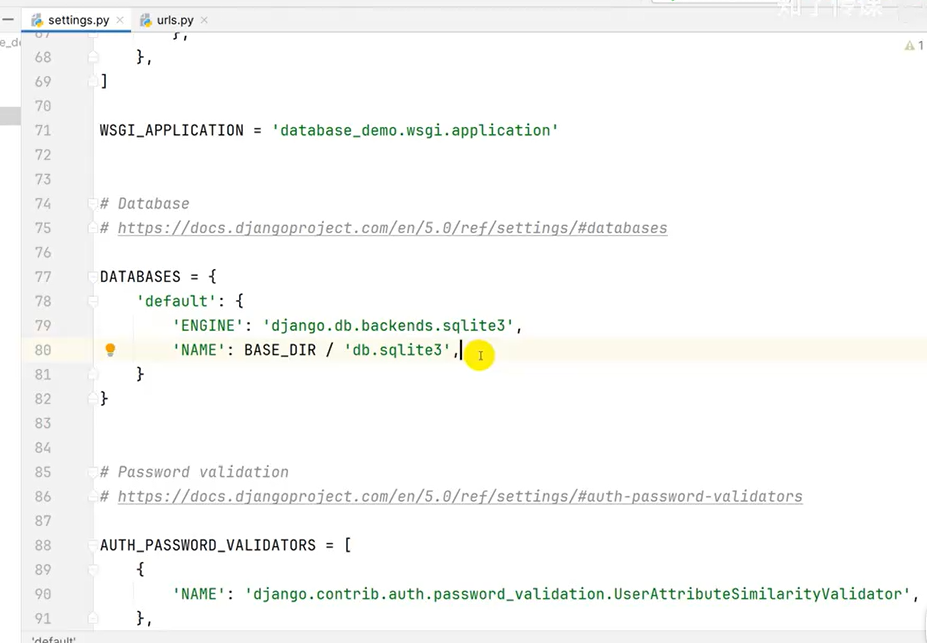 settings.py
urls.py
知了传课
1
67
},
68
},
69
]
70
71
WSGI_APPLICATION = 'database_demo.wsgi.application'
72
73
74
# Database
75
# https://docs.djangoproject.com/en/5.0/ref/settings/#databases
76
77
DATABASES = {
78
'default': {
79
'ENGINE': 'django.db.backends.sqlite3',
80
'NAME': BASE_DIR / 'db.sqlite3',
81
}
82
}
83
84
85
# Password validation
86
# https://docs.djangoproject.com/en/5.0/ref/settings/#auth-password-validators
87
88
AUTH_PASSWORD_VALIDATORS = [
89
{
90
'NAME': 'django.contrib.auth.password_validation.UserAttributeSimilarityValidator',
91
},
'default'